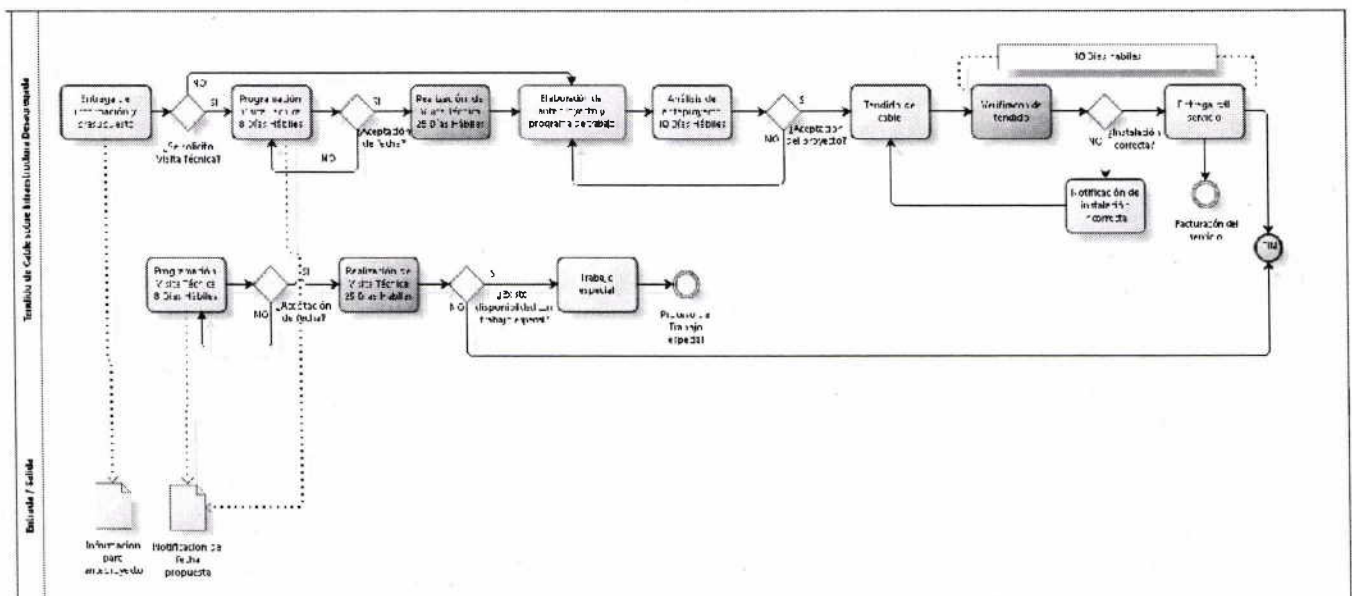 Tendido de Cable sobre Infraestructura Desagregada
Entrada / Salida
Entrega de
información y
presupuesto
¿Se solicitó
Visita Técnica?
NO
SI
Programación
Visita Técnica
8 Días Hábiles
¿Aceptación
de fecha?
SI
NO
Realización de
Visita Técnica
25 Días Hábiles
Elaboración de
anteproyecto y
programa de trabajo
Análisis de
anteproyecto
10 Días Hábiles
¿Aceptación
del proyecto?
NO
Tendido de
cable
Verificación de
tendido
10 Días Hábiles
¿Instalación
correcta?
NO
Entrega del
servicio
Notificación de
instalación
incorrecta
Facturación del
servicio
FIN
Programación
Visita Técnica
8 Días Hábiles
¿Aceptación
de fecha?
SI
NO
Realización de
Visita Técnica
25 Días Hábiles
¿Existe
disponibilidad con
trabajo especial?
NO
Trabajo
especial
Proceso de
Trabajo
especial
Información
para
anteproyecto
Notificación de
fecha
propuesta